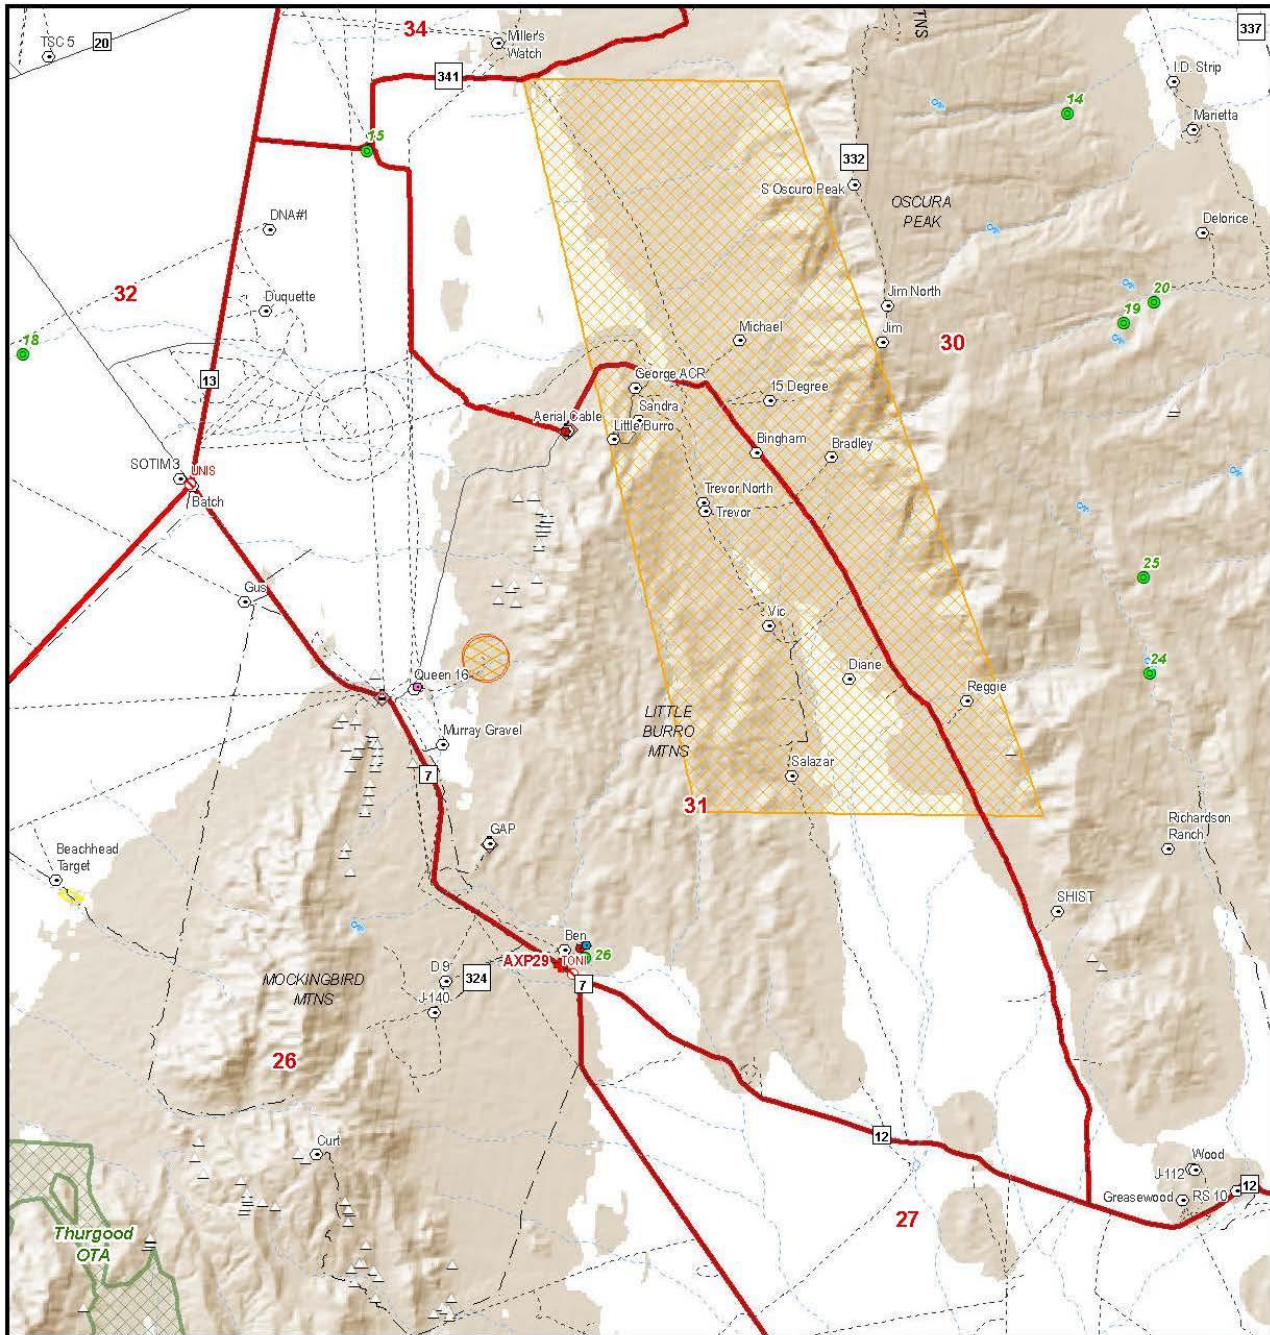 34
TSC 5
20
Miller's
Watch
TNS
337
341
I.D. Strip
14
Marietta
15
332
S Oscuro Peak
OSCURA
PEAK
DNA#1
Delorice
32
Duquette
Jim North
20
19
18
Michael
Jim
30
13
George ACR
15 Degree
Sandra
Aerial Cable
Little Burro
Bingham
Bradley
SOTIM3
UNIS
Batch
Trevor North
Trevor
25
Gus
Vic
24
Queen 16
Diane
Reggie
LITTLE
BURRO
MTNS
Murray Gravel
7
Salazar
31
GAP
Richardson
Ranch
Beachhead
Target
SHIST
Ben
26
AXP29
TONI
D 9
324
7
MOCKINGBIRD
MTNS
J-140
26
12
Curt
Wood
J-112
12
Greasewood
RS 10
27
Thurgood
OTA